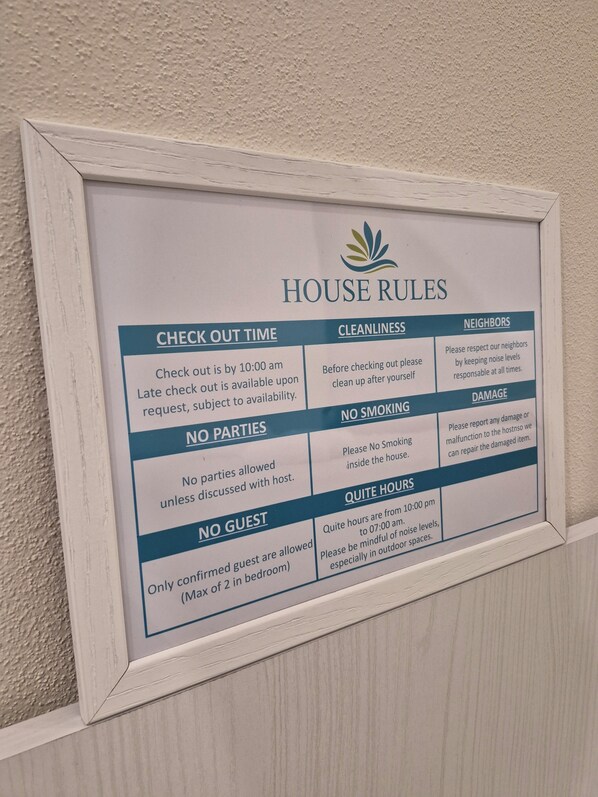 HOUSE RULES
CHECK OUT TIME
Check out is by 10:00 am
Late check out is available upon
request, subject to availability.
CLEANLINESS
Before checking out please
clean up after yourself
NEIGHBORS
Please respect our neighbors
by keeping noise levels
responsable at all times.
NO PARTIES
No parties allowed
unless discussed with host.
NO SMOKING
Please No Smoking
inside the house.
DAMAGE
Please report any damage or
malfunction to the hostnso we
can repair the damaged item.
NO GUEST
Only confirmed guest are allowed
(Max of 2 in bedroom)
QUITE HOURS
Quite hours are from 10:00 pm
to 07:00 am.
Please be mindful of noise levels,
especially in outdoor spaces.